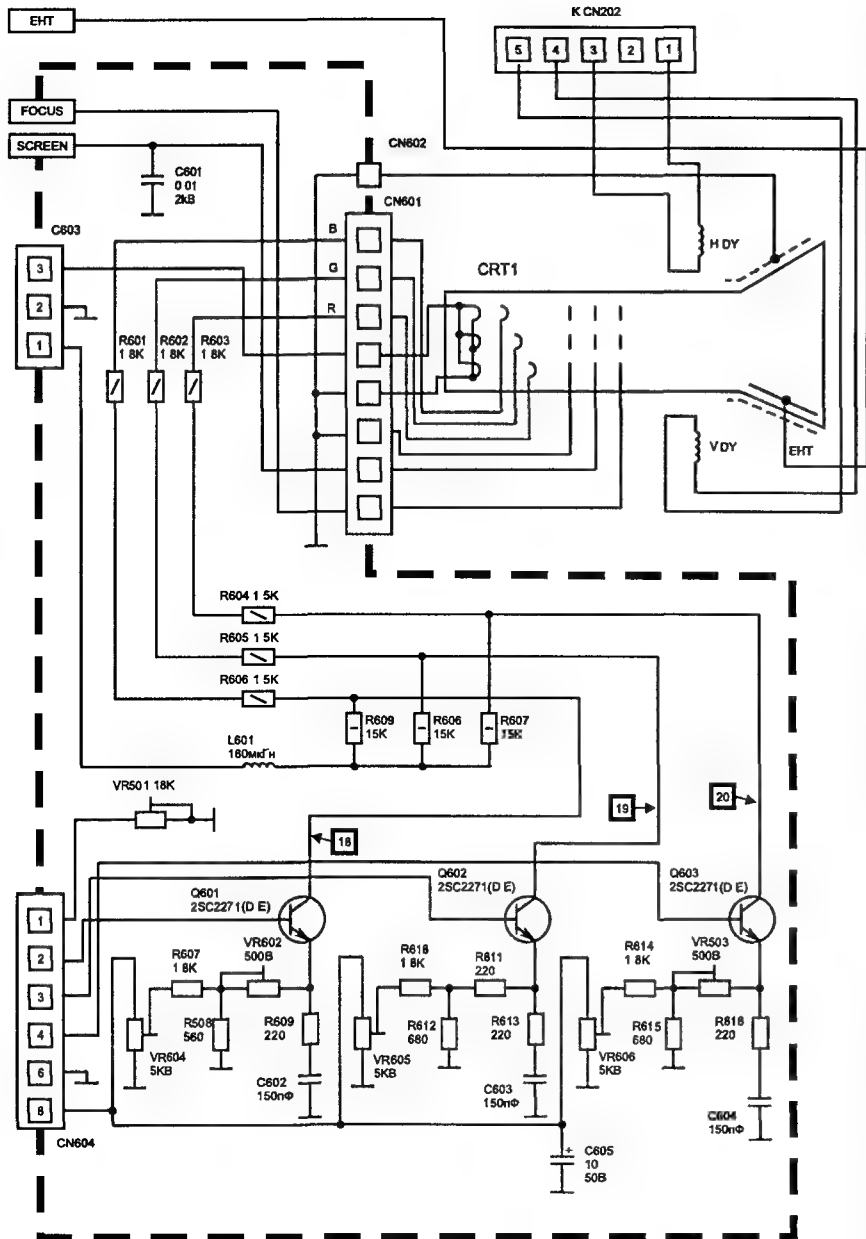 EHT
K CN202
5 4 3 2 1
FOCUS
SCREEN
CN602
C601
0 01
2kB
CN601
C603
B
3
H DY
G
CRT1
2
R
1
R601 R602 R603
1 8K 1 8K 1 8K
V DY
EHT
R604 1 5K
R605 1 5K
R606 1 5K
R609
15K
R606
15K
R607
15K
L601
160мкГн
VR501 18K
18
19
20
Q601
2SC2271(D E)
Q602
2SC2271(D E)
Q603
2SC2271(D E)
1
2
3
4
6
8
CN604
R607
1 8K
VR602
500B
R508
560
R609
220
VR604
5KB
C602
150пФ
R616
1 8K
R611
220
R612
680
R613
220
VR605
5KB
C603
150пФ
R614
1 8K
VR503
500B
R615
680
R618
220
VR606
5KB
C604
150пФ
+
C605
10
50B